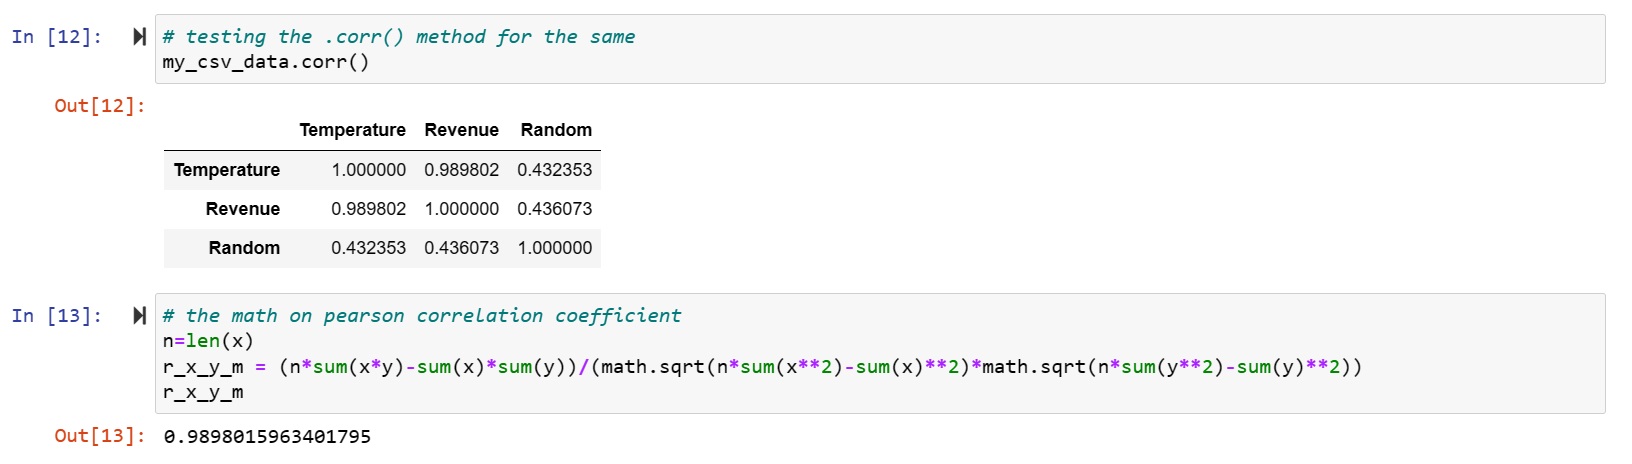 In [12]: # testing the .corr() method for the same
my_csv_data.corr()
Out[12]:
Temperature Revenue Random
Temperature 1.000000 0.989802 0.432353
Revenue 0.989802 1.000000 0.436073
Random 0.432353 0.436073 1.000000
In [13]: # the math on pearson correlation coefficient
n=len(x)
r_x_y_m = (n*sum(x*y)-sum(x)*sum(y))/(math.sqrt(n*sum(x**2)-sum(x)**2)*math.sqrt(n*sum(y**2)-sum(y)**2))
r_x_y_m
Out[13]: 0.9898015963401795